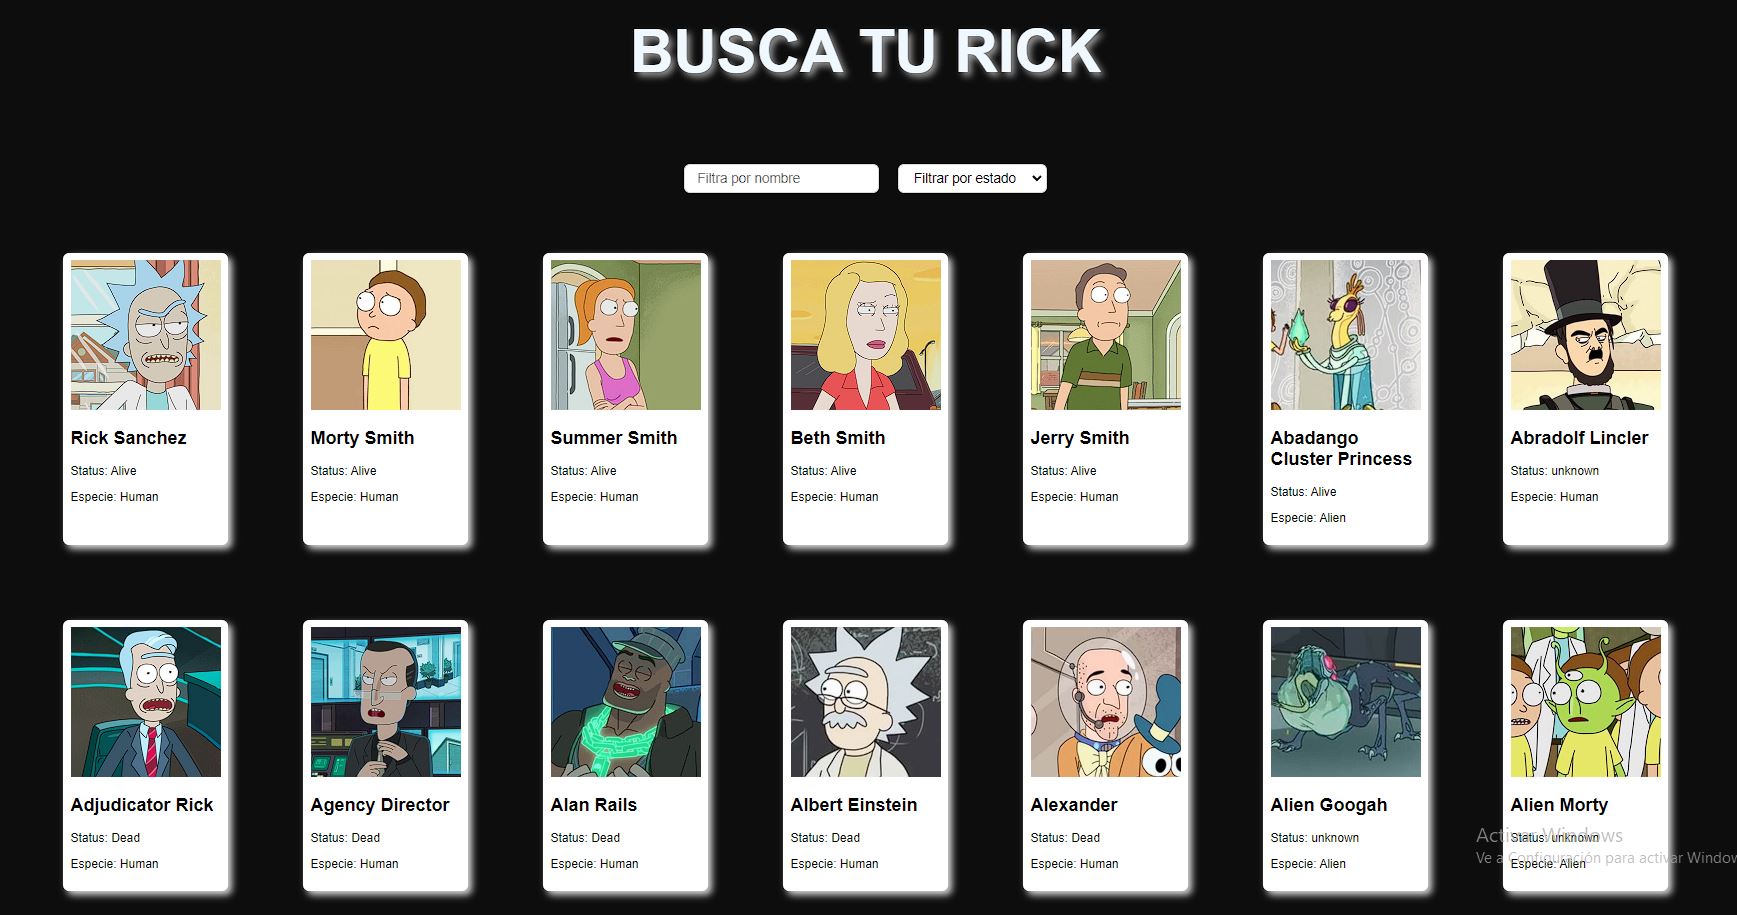 BUSCA TU RICK
Filtra por nombre
Filtrar por estado
Rick Sanchez
Status: Alive
Especie: Human
Morty Smith
Status: Alive
Especie: Human
Summer Smith
Status: Alive
Especie: Human
Beth Smith
Status: Alive
Especie: Human
Jerry Smith
Status: Alive
Especie: Human
Abadango
Cluster Princess
Status: Alive
Especie: Alien
Abradolf Lincler
Status: unknown
Especie: Human
Adjudicator Rick
Status: Dead
Especie: Human
Agency Director
Status: Dead
Especie: Human
Alan Rails
Status: Dead
Especie: Human
Albert Einstein
Status: Dead
Especie: Human
Alexander
Status: Dead
Especie: Human
Alien Googah
Status: unknown
Especie: Alien
Alien Morty
Status: unknown
Especie: Alien
Activar Windows
Ve a Configuración para activar Window